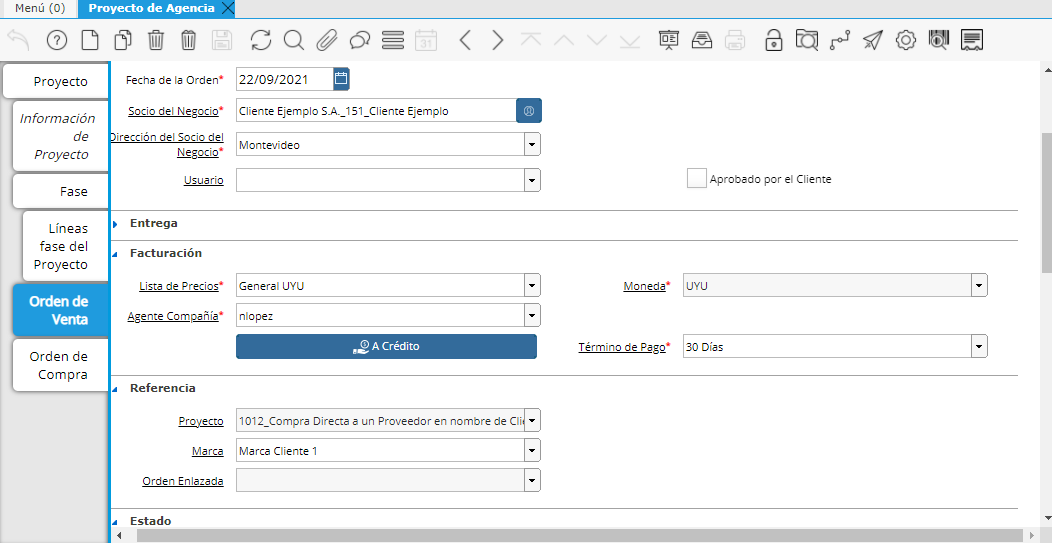 Menú (0)
Proyecto de Agencia
31
Proyecto
Información
de
Proyecto
Fase
Líneas
fase del
Proyecto
Orden de
Venta
Orden de
Compra
Fecha de la Orden* 22/09/2021
Socio del Negocio* Cliente Ejemplo S.A._151_Cliente Ejemplo
Dirección del Socio del
Negocio* Montevideo
Usuario Aprobado por el Cliente
Entrega
Facturación
Lista de Precios* General UYU Moneda* UYU
Agente Compañía* nlopez
A Crédito Término de Pago* 30 Días
Referencia
Proyecto 1012_Compra Directa a un Proveedor en nombre de Clie
Marca Marca Cliente 1
Orden Enlazada
Estado